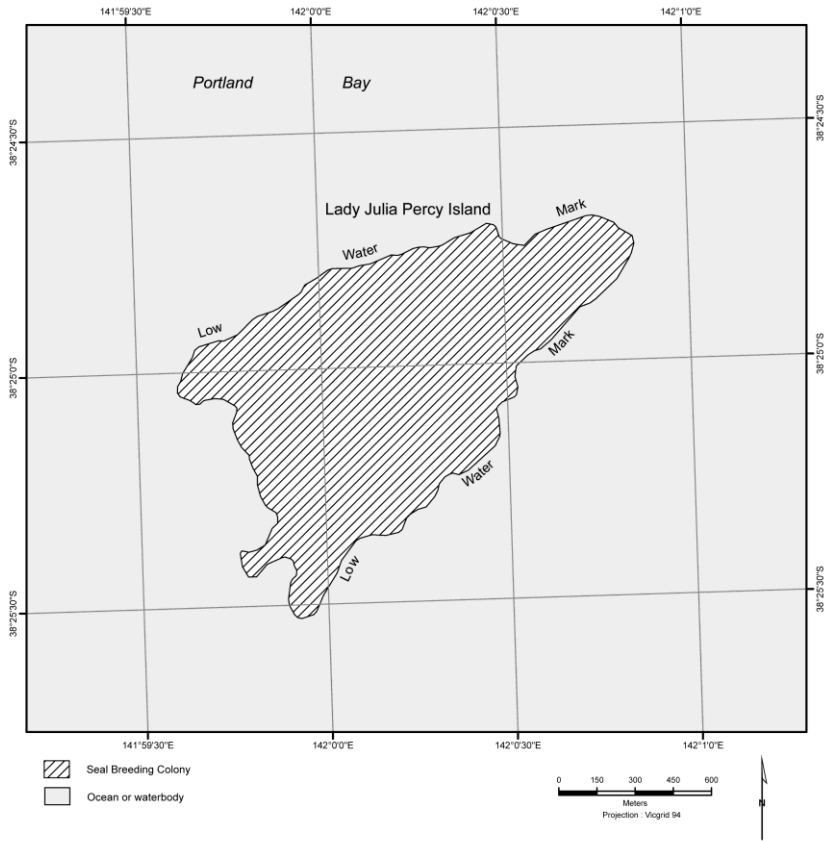 141°59'30"E 142°0'0"E 142°0'30"E 142°1'0"E
Portland Bay
38°24'30"S
38°24'30"S
Lady Julia Percy Island
Mark
Water
Low
Mark
38°25'0"S
38°25'0"S
Water
Low
38°25'30"S
38°25'30"S
141°59'30"E 142°0'0"E 142°0'30"E 142°1'0"E
Seal Breeding Colony
Ocean or waterbody
0 150 300 450 600
Meters
Projection : Vicgrid 94
N